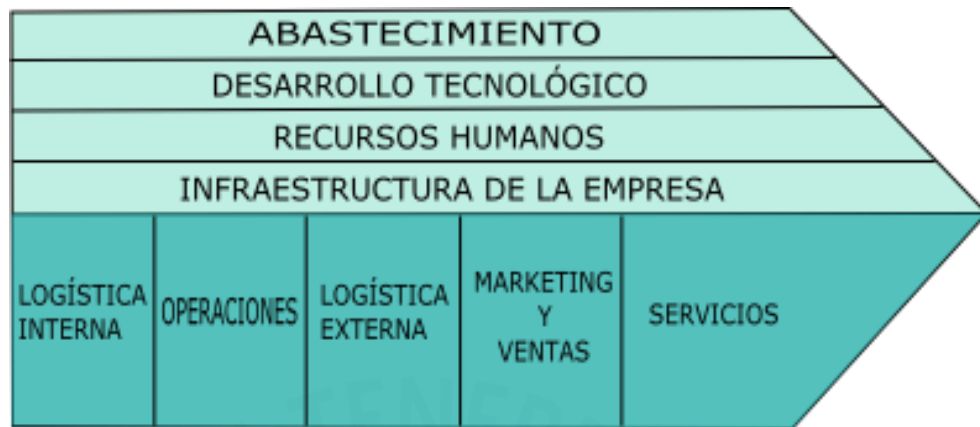 ABASTECIMIENTO
DESARROLLO TECNOLÓGICO
RECURSOS HUMANOS
INFRAESTRUCTURA DE LA EMPRESA
LOGÍSTICA
INTERNA
OPERACIONES
LOGÍSTICA
EXTERNA
MARKETING
Y
VENTAS
SERVICIOS